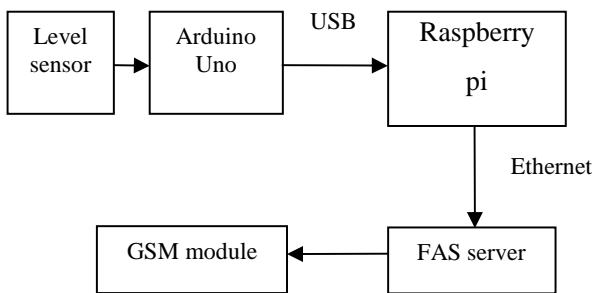 Level
sensor
Arduino
Uno
USB
Raspberry
pi
Ethernet
GSM module
FAS server